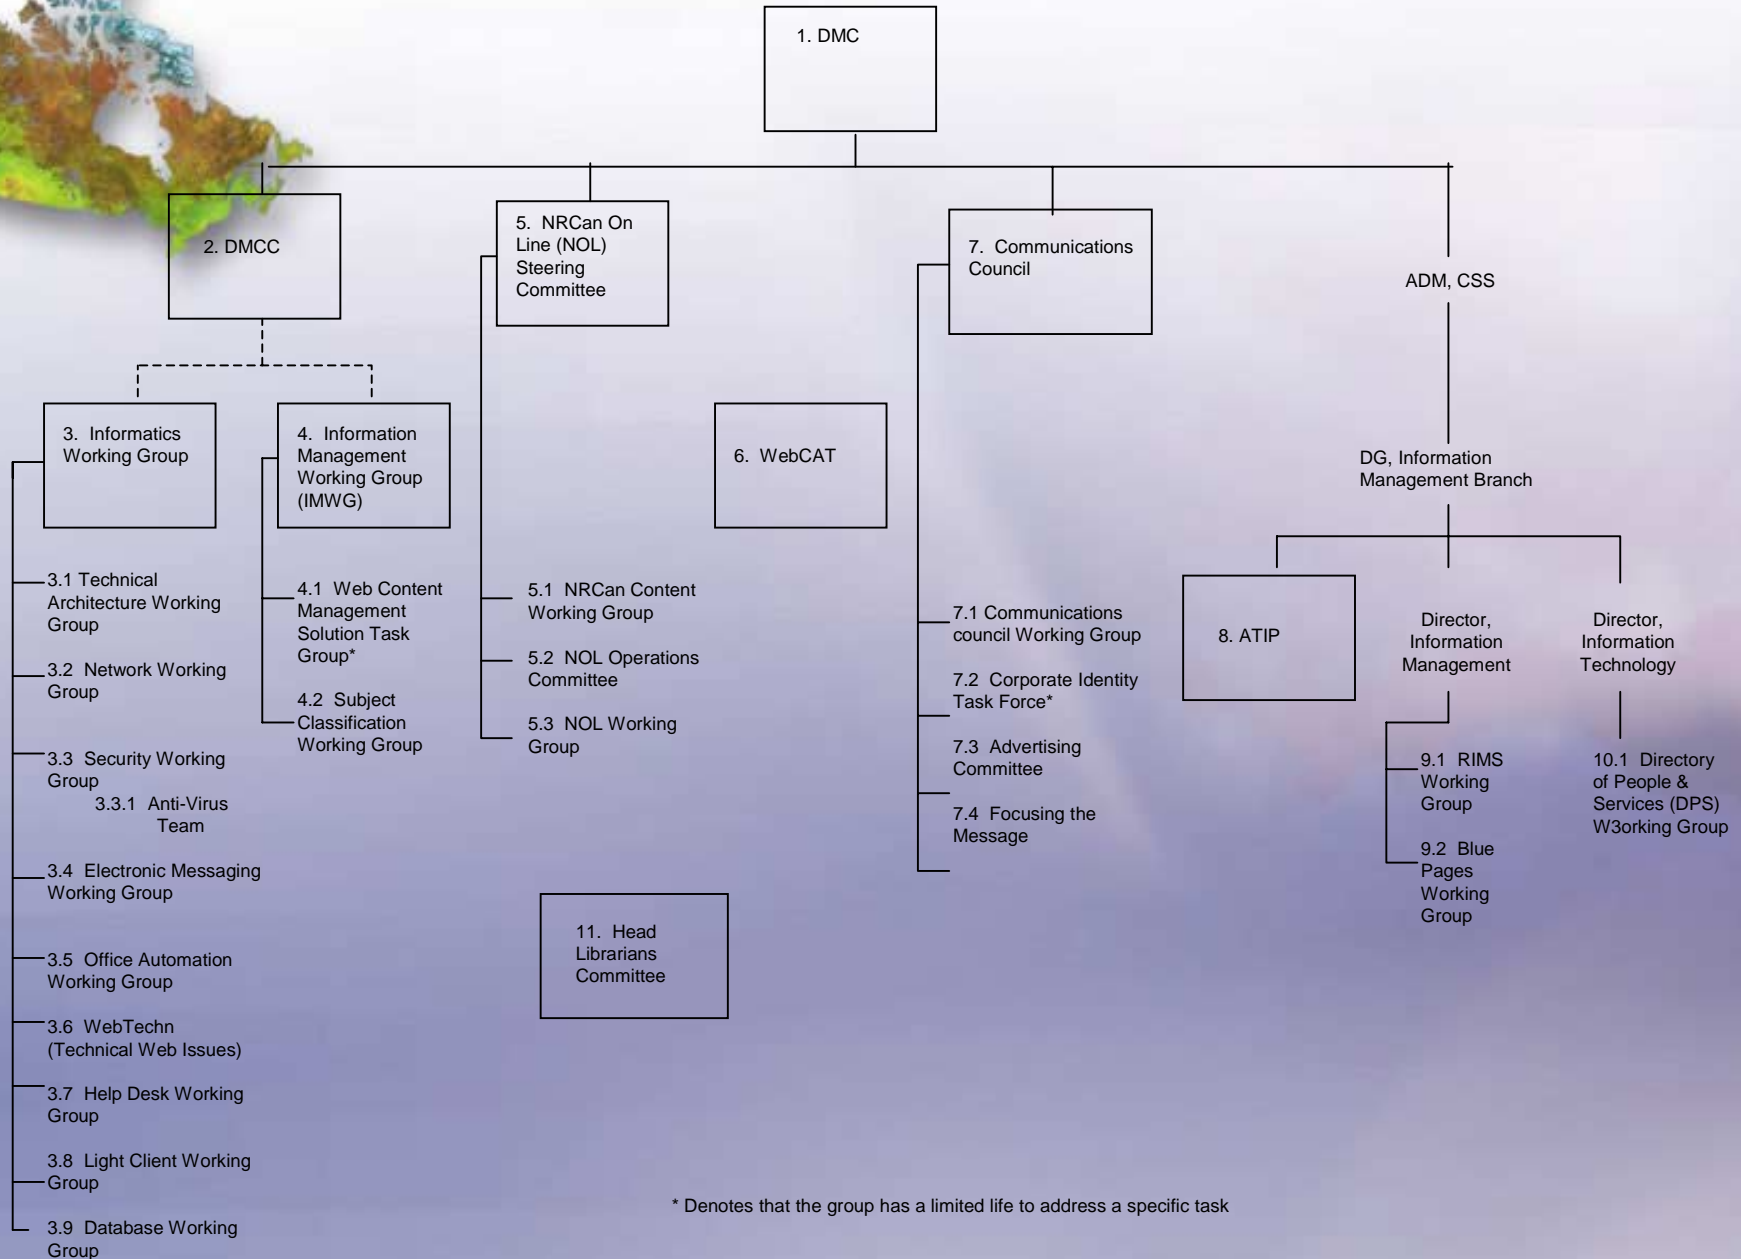 1. DMC
2. DMCC
5. NRCan On
Line (NOL)
Steering
Committee
7. Communications
Council
ADM, CSS
3. Informatics
Working Group
4. Information
Management
Working Group
(IMWG)
6. WebCAT
DG, Information
Management Branch
3.1 Technical
Architecture Working
Group
3.2 Network Working
Group
3.3 Security Working
Group
3.3.1 Anti-Virus
Team
3.4 Electronic Messaging
Working Group
3.5 Office Automation
Working Group
3.6 WebTechn
(Technical Web Issues)
3.7 Help Desk Working
Group
3.8 Light Client Working
Group
3.9 Database Working
Group
4.1 Web Content
Management
Solution Task
Group*
4.2 Subject
Classification
Working Group
5.1 NRCan Content
Working Group
5.2 NOL Operations
Committee
5.3 NOL Working
Group
11. Head
Librarians
Committee
7.1 Communications
council Working Group
7.2 Corporate Identity
Task Force*
7.3 Advertising
Committee
7.4 Focusing the
Message
8. ATIP
Director,
Information
Management
9.1 RIMS
Working
Group
9.2 Blue
Pages
Working
Group
Director,
Information
Technology
10.1 Directory
of People &
Services (DPS)
W3orking Group
* Denotes that the group has a limited life to address a specific task